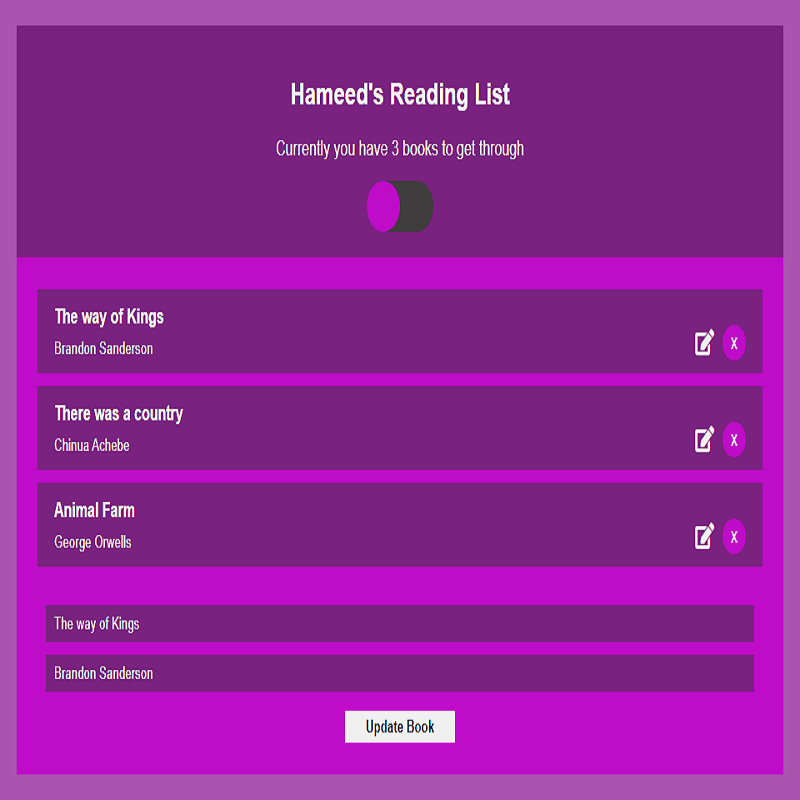 Hameed's Reading List
Currently you have 3 books to get through
The way of Kings
Brandon Sanderson
x
There was a country
Chinua Achebe
x
Animal Farm
George Orwells
x
The way of Kings
Brandon Sanderson
Update Book